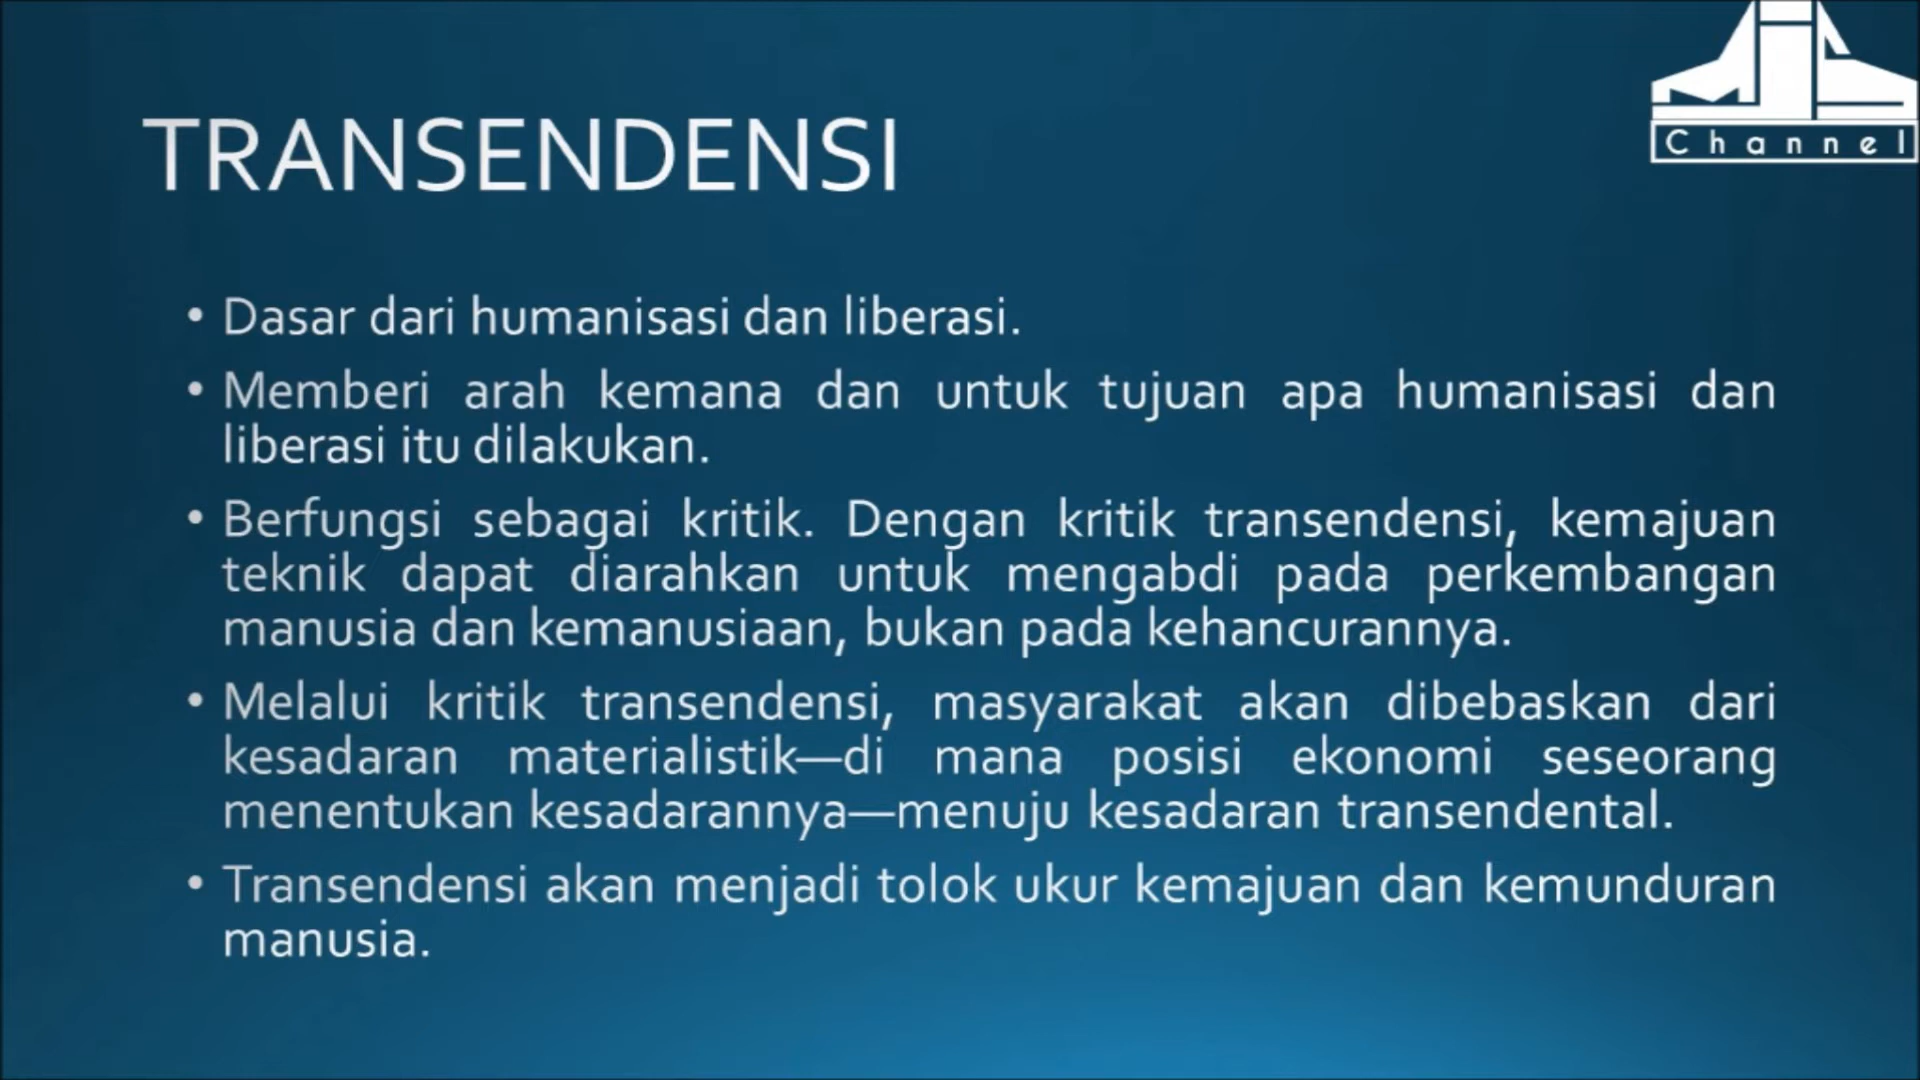 MIS
Channel
TRANSENDENSI
• Dasar dari humanisasi dan liberasi.
• Memberi arah kemana dan untuk tujuan apa humanisasi dan
liberasi itu dilakukan.
• Berfungsi sebagai kritik. Dengan kritik transendensi, kemajuan
teknik dapat diarahkan untuk mengabdi pada perkembangan
manusia dan kemanusiaan, bukan pada kehancurannya.
• Melalui kritik transendensi, masyarakat akan dibebaskan dari
kesadaran materialistik—di mana posisi ekonomi seseorang
menentukan kesadarannya—menuju kesadaran transendental.
• Transendensi akan menjadi tolok ukur kemajuan dan kemunduran
manusia.